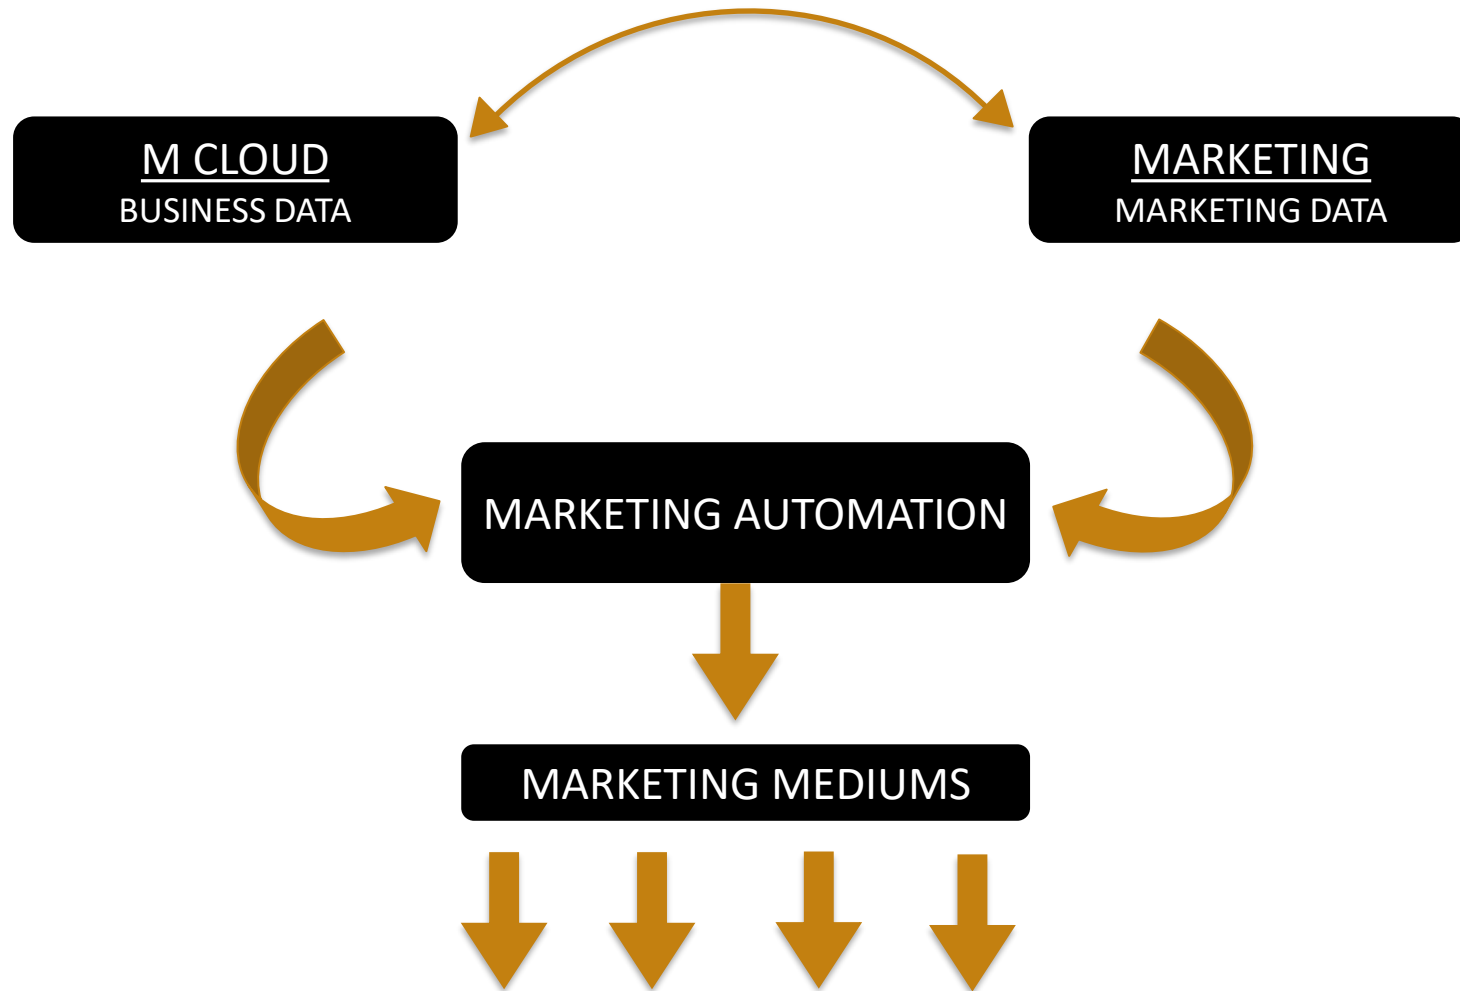 M CLOUD
BUSINESS DATA
MARKETING
MARKETING DATA
MARKETING AUTOMATION
MARKETING MEDIUMS